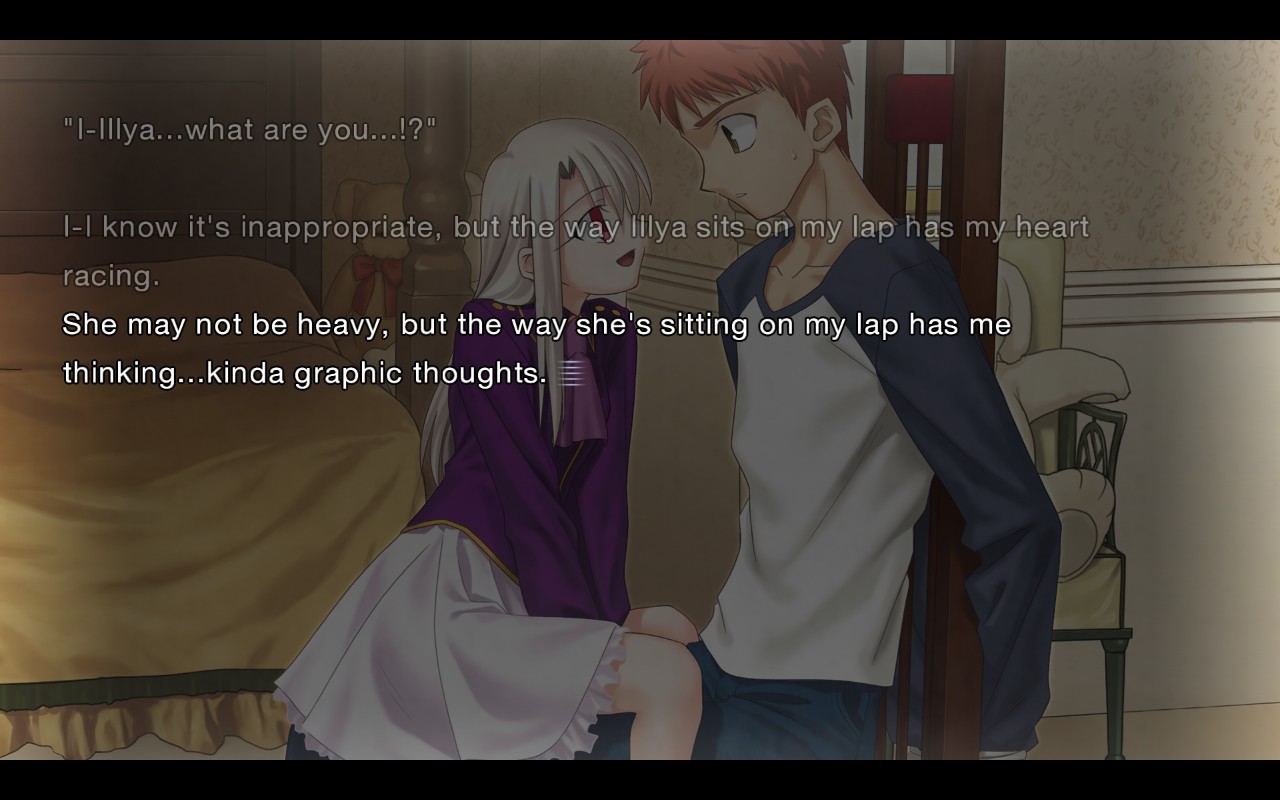 "I-Illya...what are you...!?"
I-I know it's inappropriate, but the way Illya sits on my lap has my heart
racing.
She may not be heavy, but the way she's sitting on my lap has me
thinking...kinda graphic thoughts.